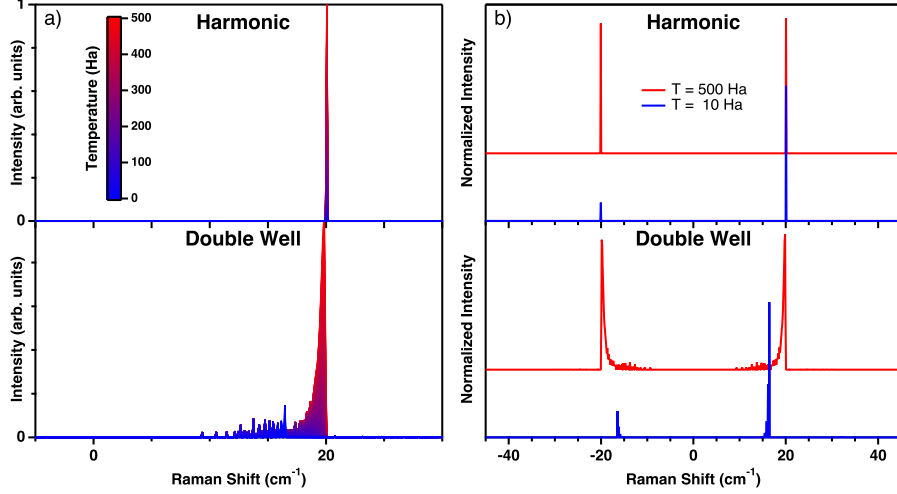 a)
Harmonic
1
0
Intensity (arb. units)
Temperature (Ha)
500
400
300
200
100
0
Double Well
Intensity (arb. units)
0
0
20
Raman Shift (cm⁻¹)
b)
Harmonic
Normalized Intensity
T = 500 Ha
T = 10 Ha
Double Well
Normalized Intensity
-40
-20
0
20
40
Raman Shift (cm⁻¹)